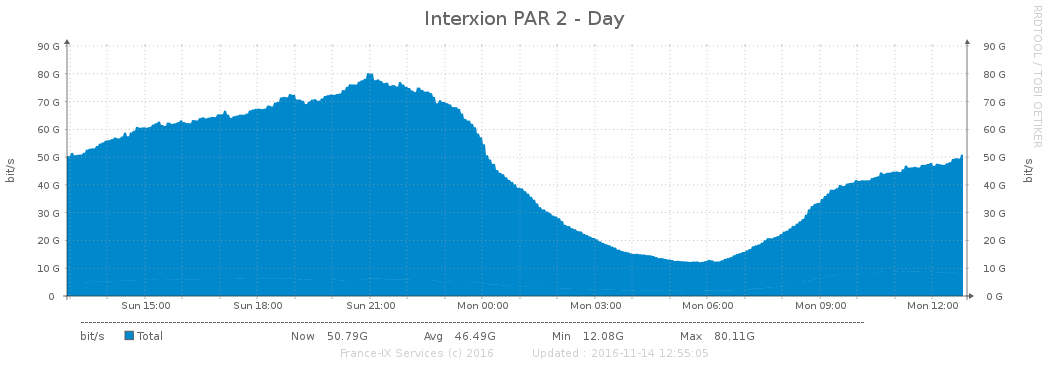 Interxion PAR 2 - Day
RRDTOOL / TOBI OETIKER
90 G 90 G
80 G 80 G
70 G 70 G
60 G 60 G
50 G 50 G
40 G 40 G
30 G 30 G
20 G 20 G
10 G 10 G
0 0 G
bit/s
bit/s
Sun 15:00 Sun 18:00 Sun 21:00 Mon 00:00 Mon 03:00 Mon 06:00 Mon 09:00 Mon 12:00
bit/s Total Now 50.79G Avg 46.49G Min 12.08G Max 80.11G
France-IX Services (c) 2016 Updated : 2016-11-14 12:55:05